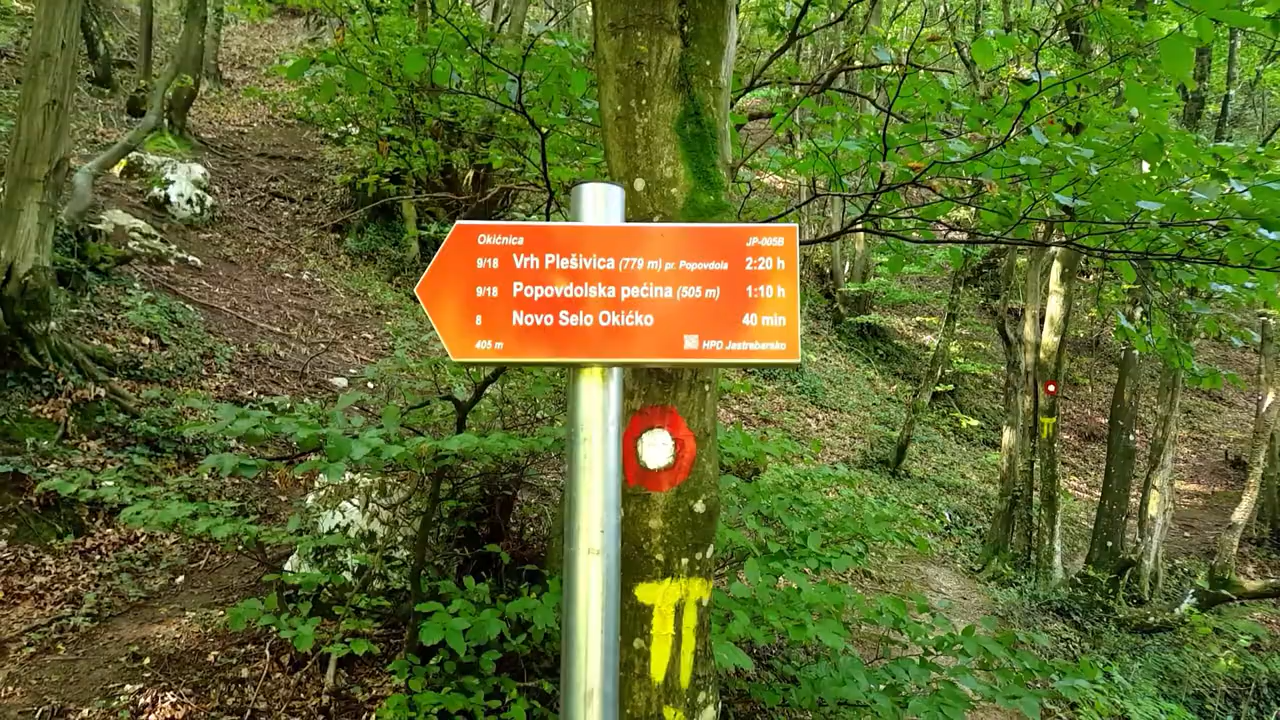 Okićnica JP-005B
9/18 Vrh Plešivica (779 m) pr. Popovdola 2:20 h
9/18 Popovdolska pećina (505 m) 1:10 h
8 Novo Selo Okićko 40 min
405 m HPD Jastrebarsko
T